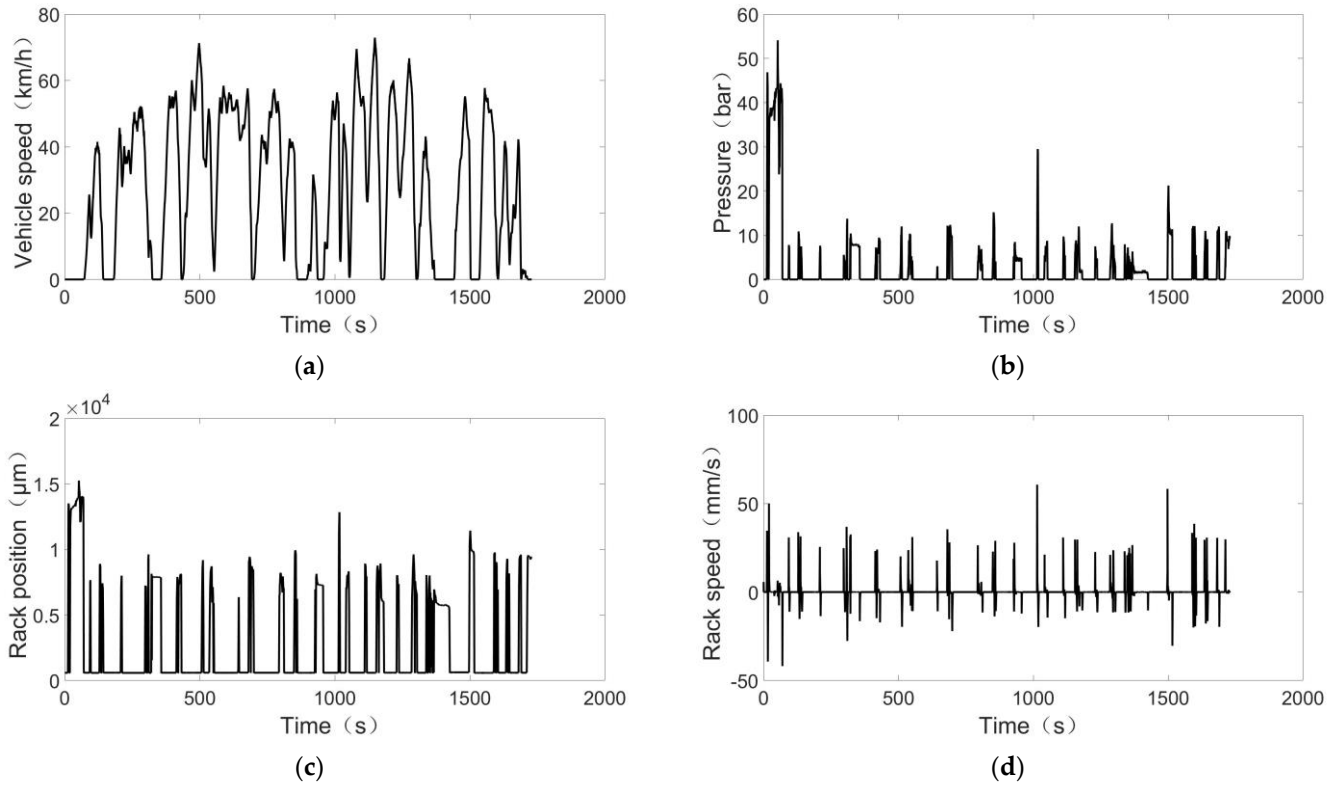 80
60
40
20
0
Vehicle speed（km/h）
0 500 1000 1500 2000
Time（s）
(a)
60
50
40
30
20
10
0
Pressure（bar）
0 500 1000 1500 2000
Time（s）
(b)
×10⁴
2
1.5
1
0.5
0
Rack position（μm）
0 500 1000 1500 2000
Time（s）
(c)
100
50
0
-50
Rack speed（mm/s）
0 500 1000 1500 2000
Time（s）
(d)